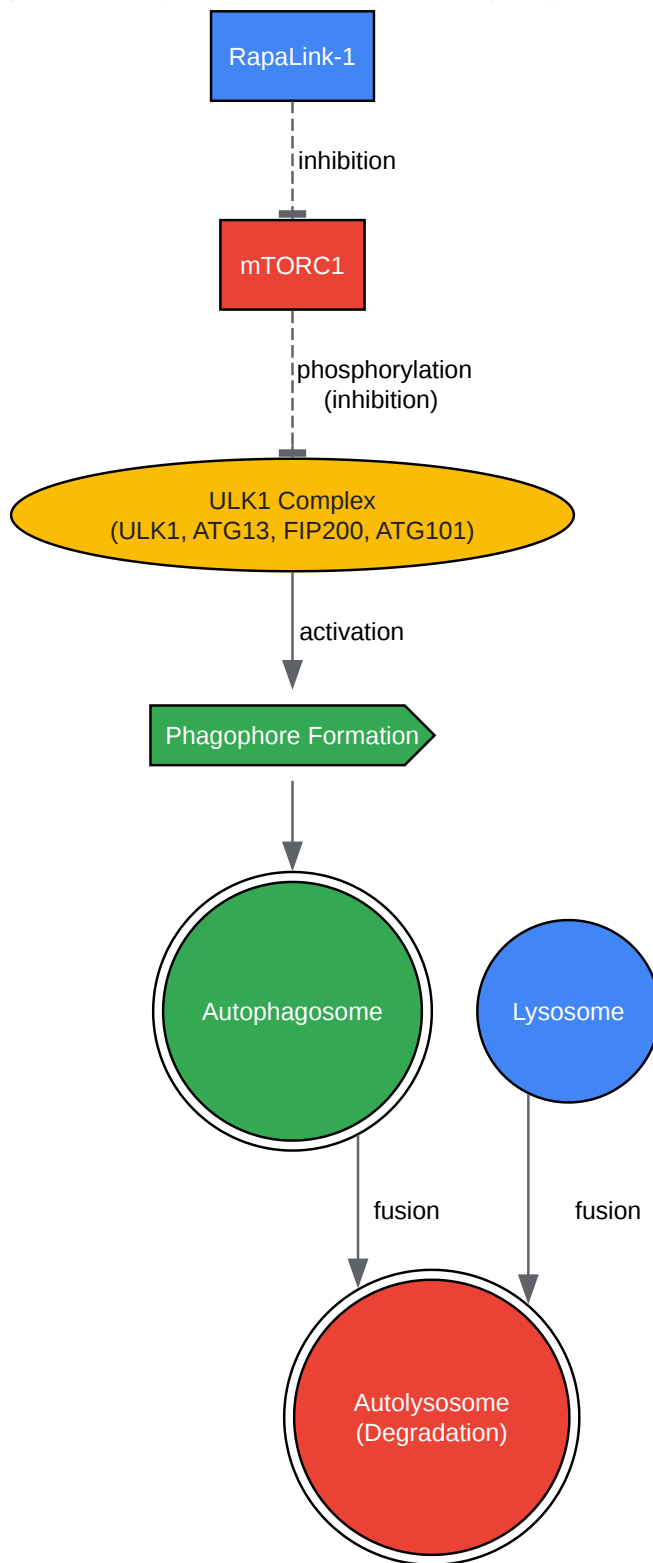 RapaLink-1
inhibition
mTORC1
phosphorylation
(inhibition)
ULK1 Complex
(ULK1, ATG13, FIP200, ATG101)
activation
Phagophore Formation
Autophagosome
Lysosome
fusion
fusion
Autolysosome
(Degradation)